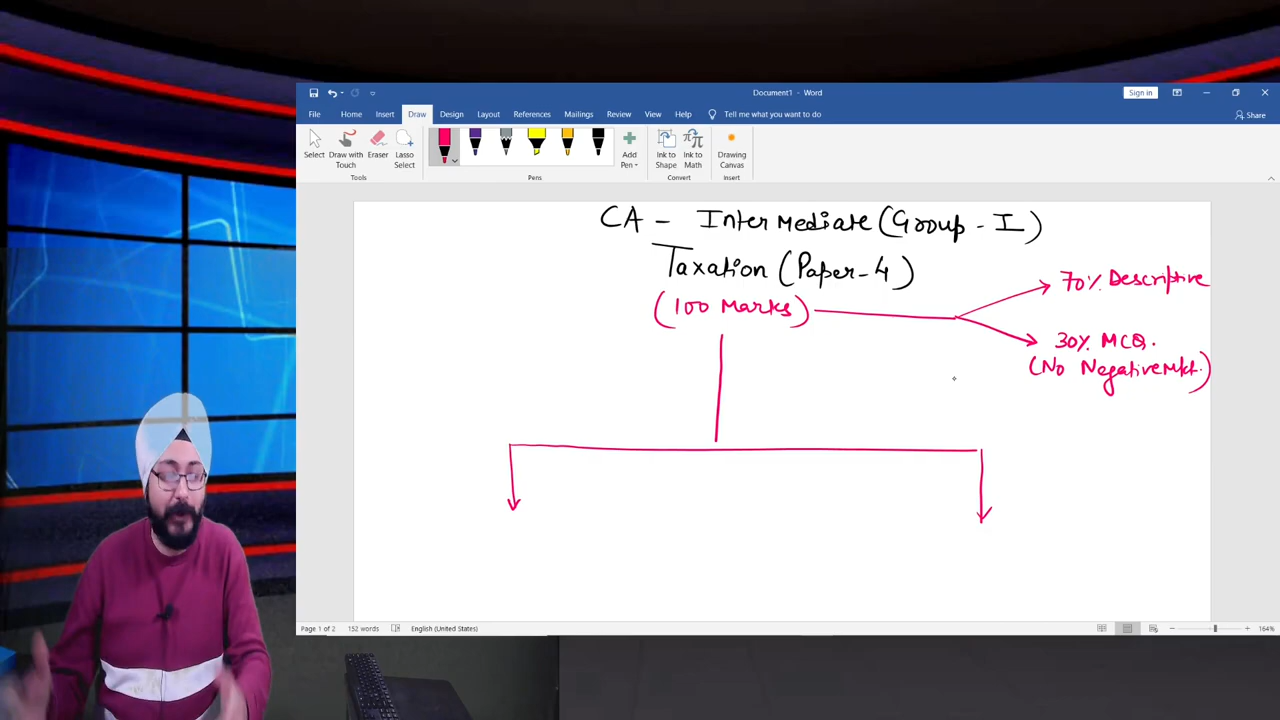 Document1 - Word
Sign in
File Home Insert Draw Design Layout References Mailings Review View Help Tell me what you want to do
Share
Select
Draw with Touch
Eraser
Lasso Select
Add Pen
Ink to Shape
Ink to Math
Drawing Canvas
Tools
Pens
Convert
Insert
CA - Intermediate (Group - I)
Taxation (Paper-4)
(100 Marks)
70% Descriptive
30% MCQ.
(No Negative Mkt.)
Page 1 of 2 152 words English (United States)
164%